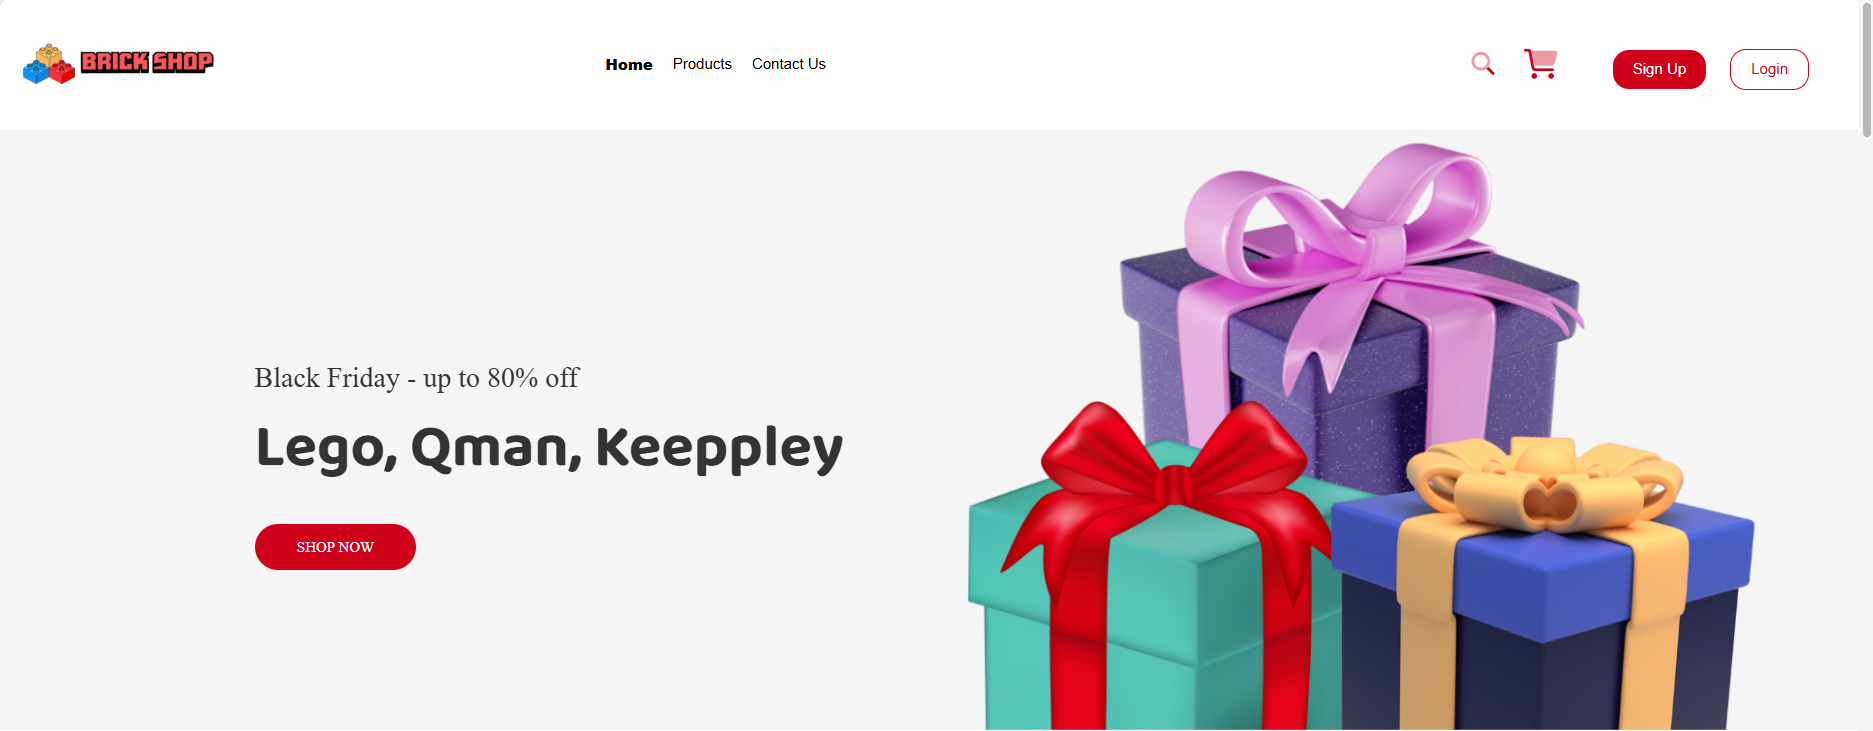 BRICK SHOP
Home Products Contact Us
Sign Up Login
Black Friday - up to 80% off
Lego, Qman, Keeppley
SHOP NOW